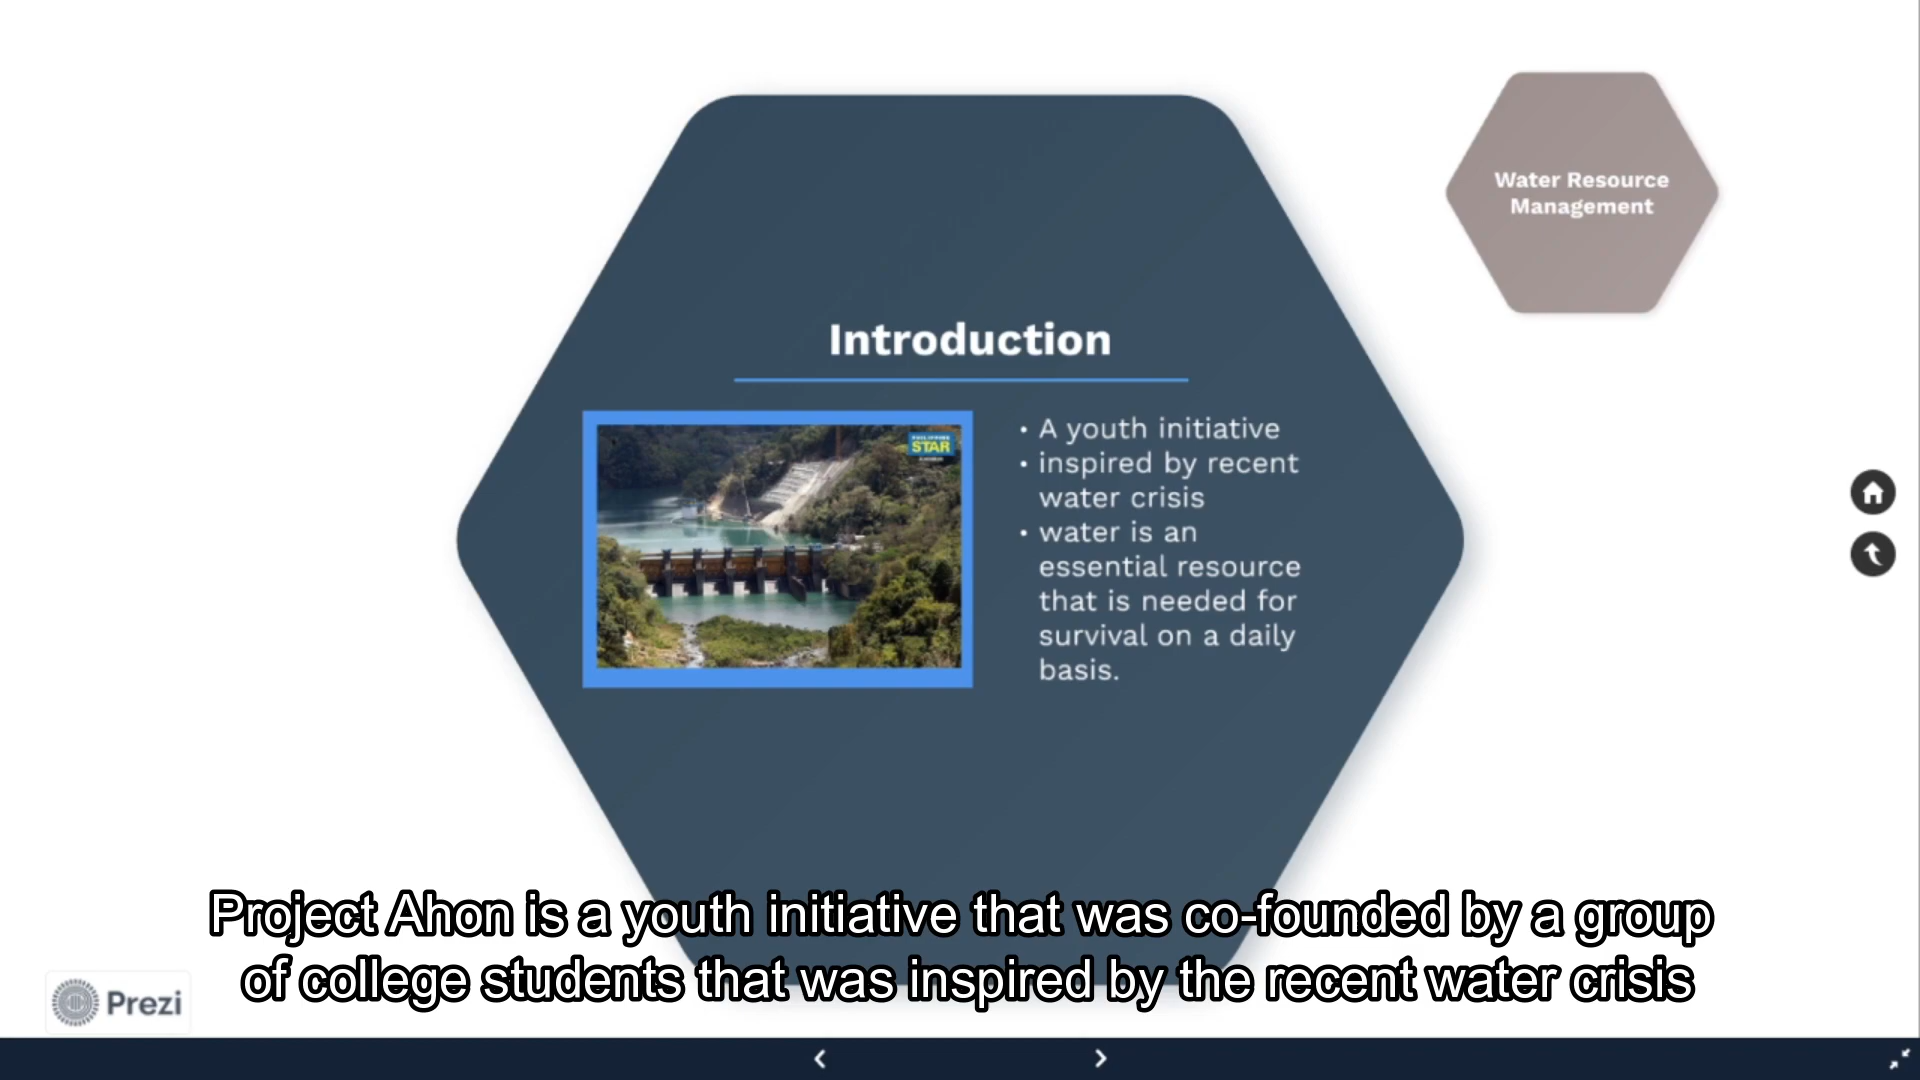 Water Resource
Management
Introduction
PHILIPPINE
STAR
• A youth initiative
• inspired by recent
water crisis
• water is an
essential resource
that is needed for
survival on a daily
basis.
Project Ahon is a youth initiative that was co-founded by a group
of college students that was inspired by the recent water crisis
Prezi